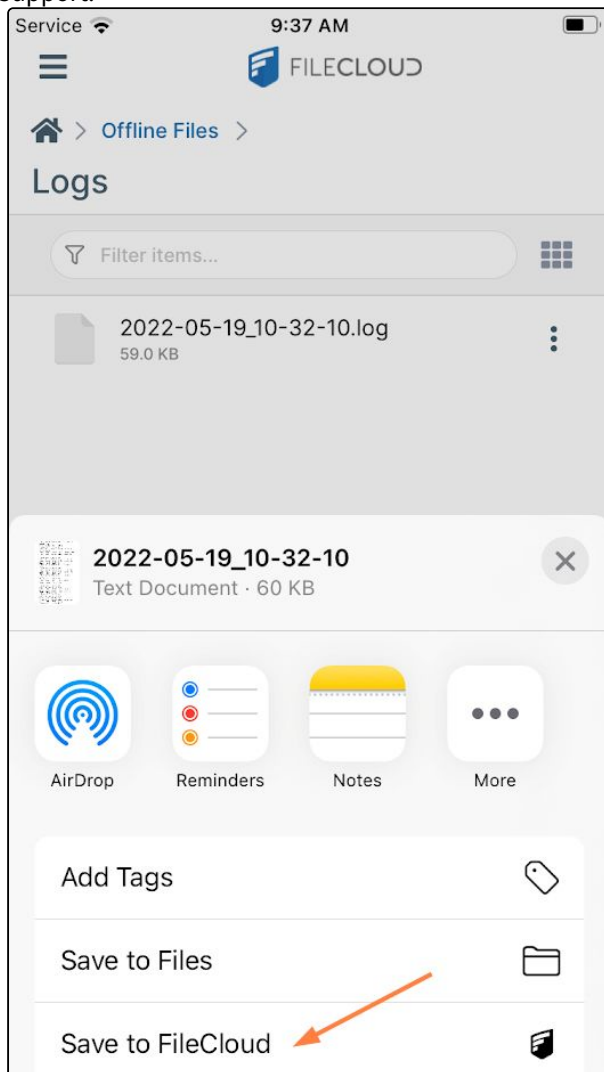 support.
Service 9:37 AM
FILECLOUD
> Offline Files >
Logs
Filter items...
2022-05-19_10-32-10.log
59.0 KB
2022-05-19_10-32-10
Text Document · 60 KB
AirDrop Reminders Notes More
Add Tags
Save to Files
Save to FileCloud